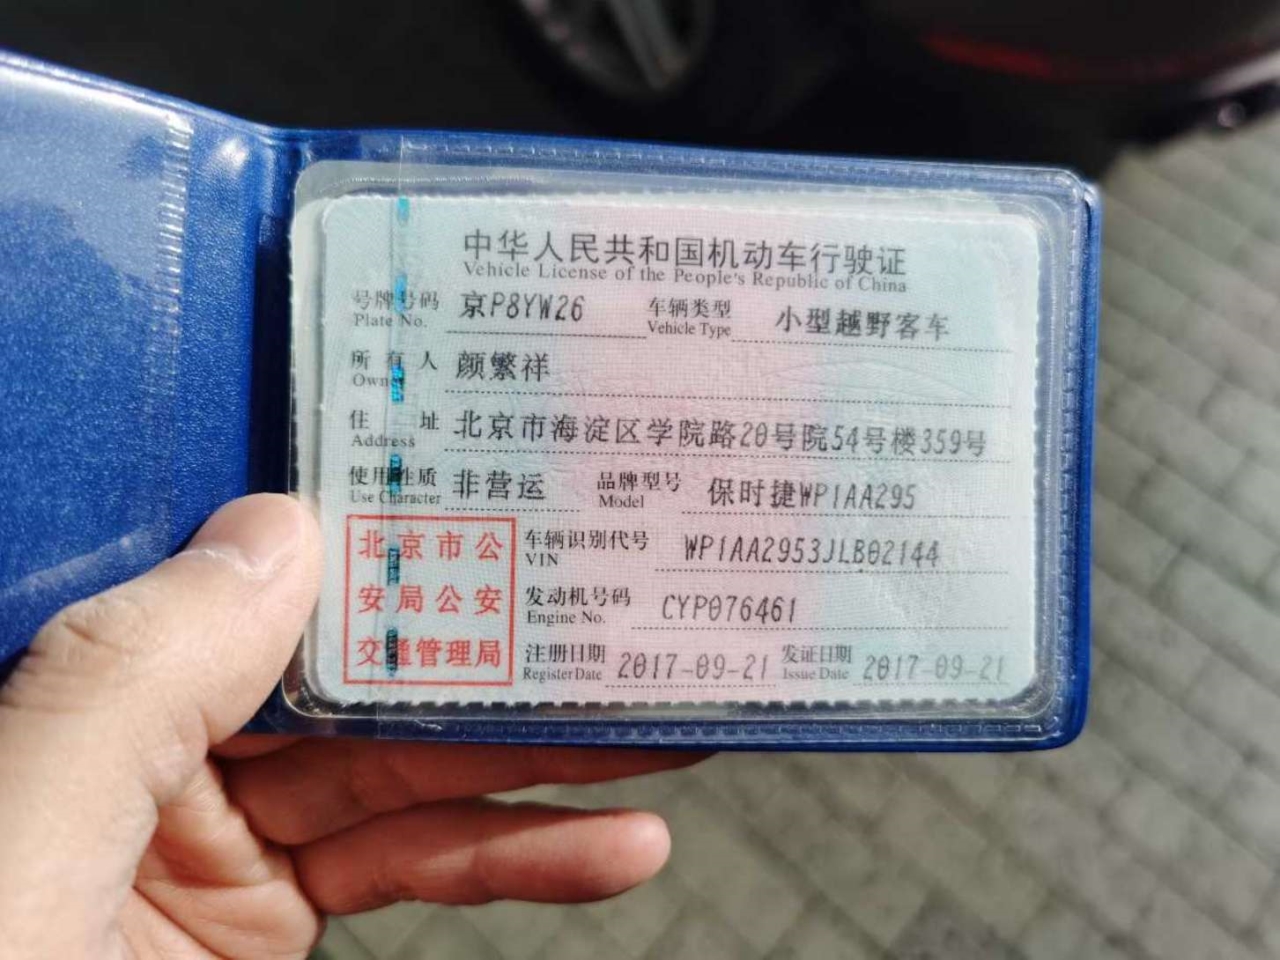 中华人民共和国机动车行驶证
Vehicle License of the People's Republic of China
号牌号码 京P8YW26 车辆类型 小型越野客车
Plate No. Vehicle Type
所有人 颜繁祥
Owner
住址 北京市海淀区学院路20号院54号楼359号
Address
使用性质 非营运 品牌型号 保时捷WP1AA295
Use Character Model
北京市公
安局公安
交通管理局
车辆识别代号 WP1AA2953JLB02144
VIN
发动机号码 CYP076461
Engine No.
注册日期 2017-09-21 发证日期 2017-09-21
Register Date Issue Date